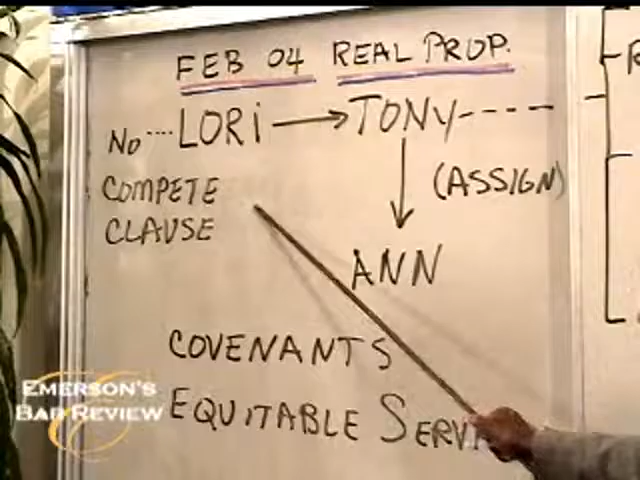 FEB 04 REAL PROP.
NO ---- LORI → TONY ----
COMPETE
CLAUSE
(ASSIGN)
ANN
COVENANTS
EQUITABLE SERV
EMERSON'S
BAR REVIEW